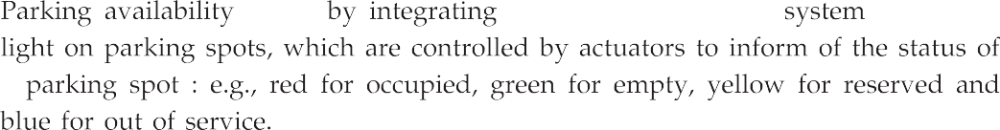 Parking availability by integrating system
light on parking spots, which are controlled by actuators to inform of the status of
parking spot : e.g., red for occupied, green for empty, yellow for reserved and
blue for out of service.